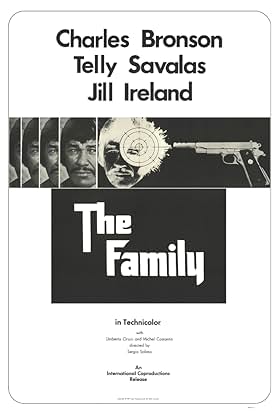 Charles Bronson
Telly Savalas
Jill Ireland
The
Family
in Technicolor
with
Umberto Orsini and Michel Constantin
directed by
Sergio Sollima
An
International Coproductions
Release